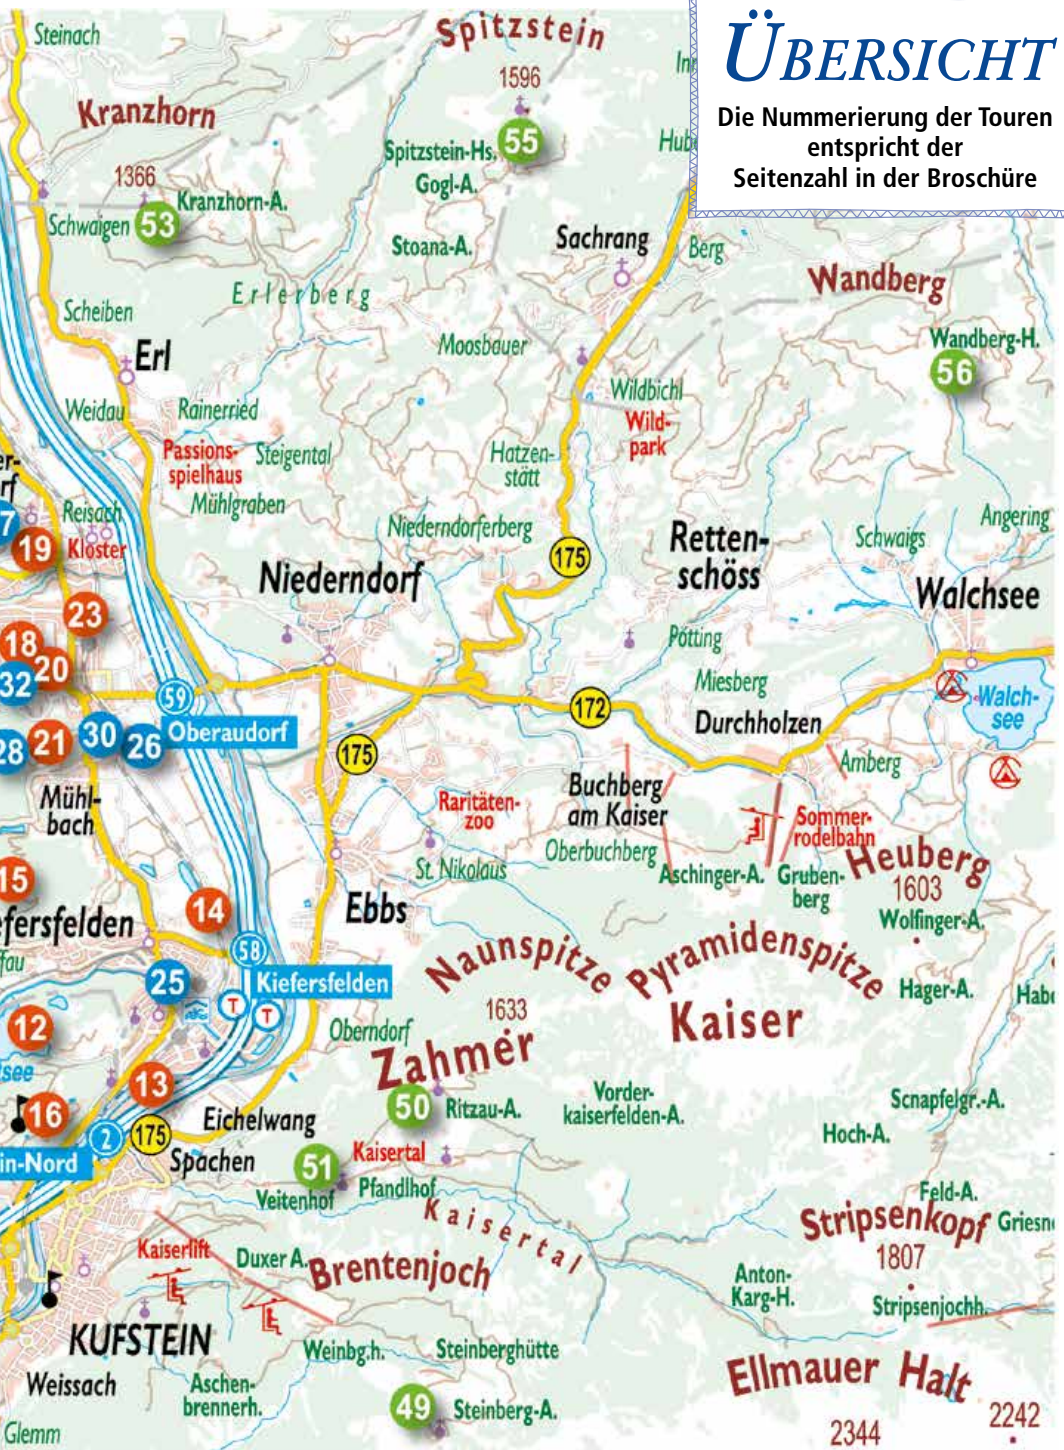 ÜBERSICHT
Die Nummerierung der Touren
entspricht der
Seitenzahl in der Broschüre
Steinach
Spitzstein
1596
Kranzhorn
1366
Spitzstein-Hs.
55
Gogl-A.
Kranzhorn-A.
Schwaigen
53
Stoana-A.
Sachrang
Berg
Wandberg
Erlerberg
Scheiben
Moosbauer
Wandberg-H.
56
Erl
Wildbichl
Wild-
park
Weidau
Rainerried
Passions-
spielhaus
Steigental
Hatzen-
stätt
Mühlgraben
Reisach
Kloster
19
Niederndorferberg
175
Retten-
schöss
Schwaigs
Angering
Niederndorf
Walchsee
23
18
20
32
Pötting
Miesberg
59
Oberaudorf
172
Durchholzen
Walch-
see
28
21
30
26
175
Amberg
Mühl-
bach
Buchberg
am Kaiser
Raritäten-
zoo
Sommer-
rodelbahn
Oberbuchberg
St. Nikolaus
Aschinger-A.
Gruben-
berg
Heuberg
1603
Wolfinger-A.
15
14
Ebbs
efersfelden
58
Kiefersfelden
25
T
T
Naunspitze
1633
Pyramidenspitze
Hager-A.
Kaiser
12
Oberndorf
Zahmer
see
13
16
50
Ritzau-A.
Vorder-
kaiserfelden-A.
Scnapfelgr.-A.
Hoch-A.
Eichelwang
2
175
in-Nord
Spachen
51
Kaisertal
Veitenhof
Pfandlhof
Kaisertal
Feld-A.
Stripsenkopf
1807
Kaiserlift
Duxer A.
Brentenjoch
Anton-
Karg-H.
Stripsenjochh.
KUFSTEIN
Weinbg.h.
Steinberghütte
Weissach
Aschen-
brennerh.
49
Steinberg-A.
Ellmauer Halt
2344
2242
Glemm